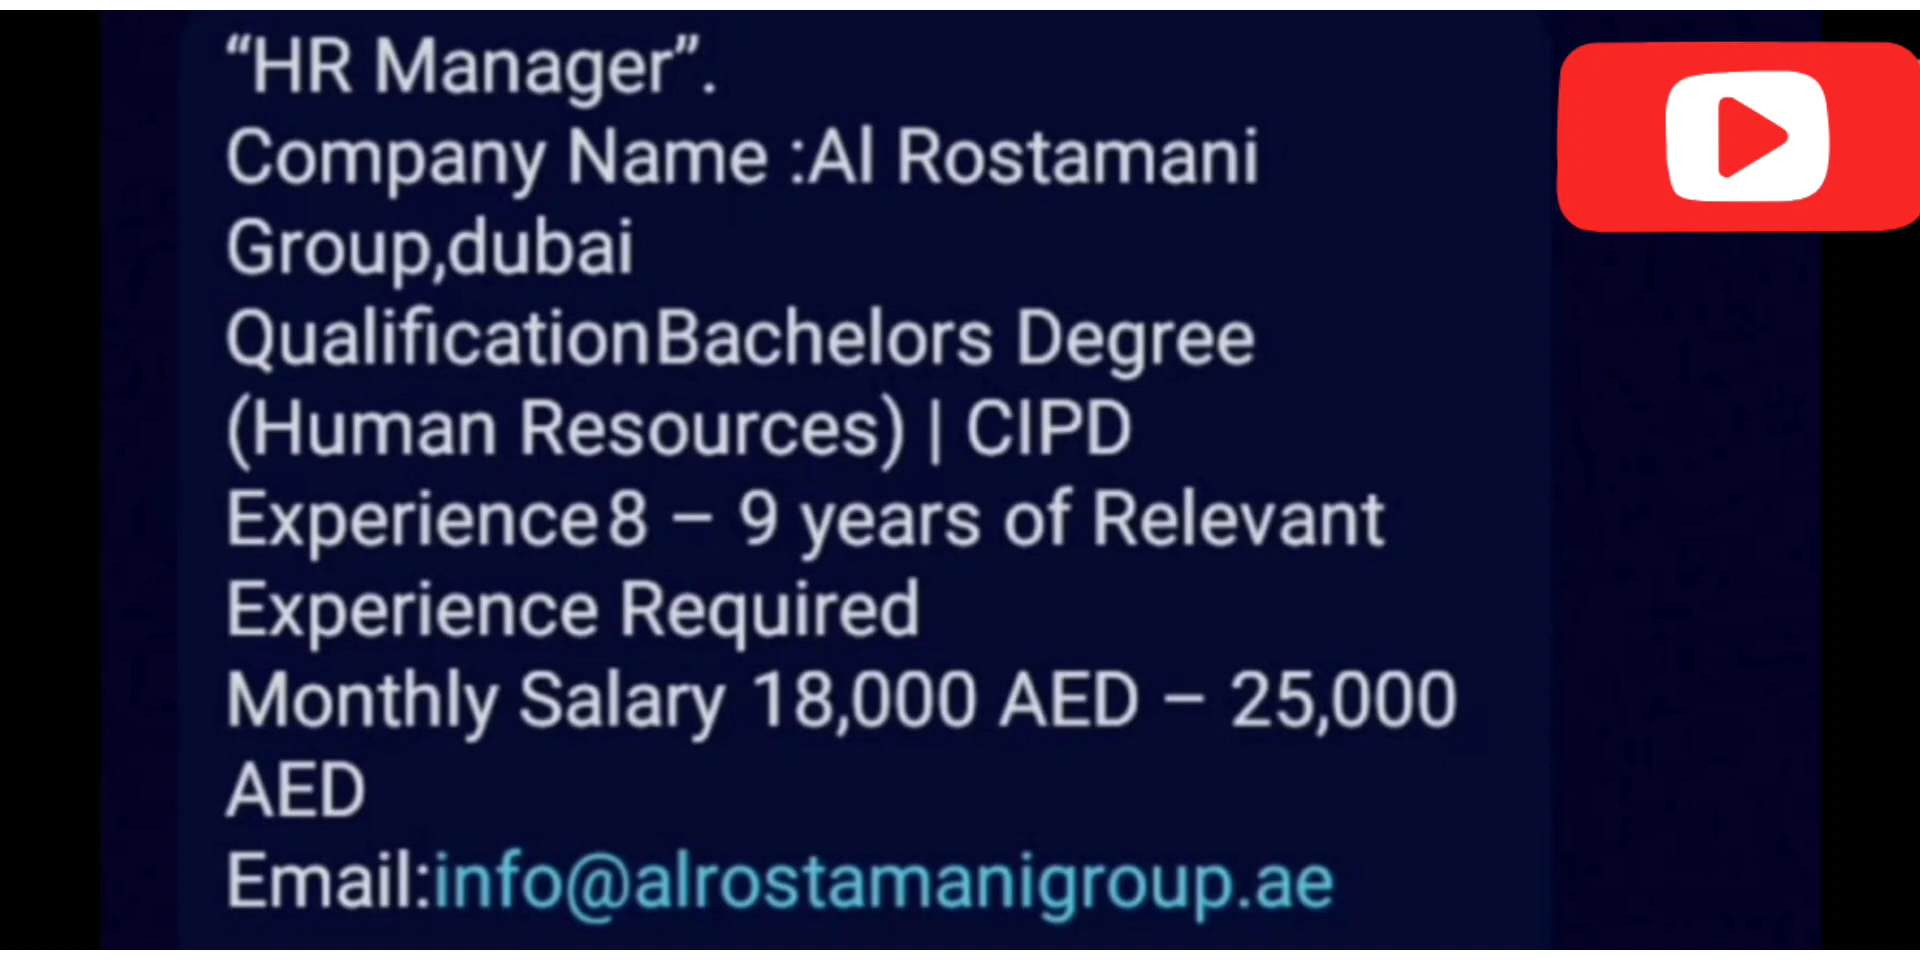 “HR Manager”.
Company Name :Al Rostamani
Group,dubai
QualificationBachelors Degree
(Human Resources) | CIPD
Experience8 – 9 years of Relevant
Experience Required
Monthly Salary 18,000 AED – 25,000
AED
Email:info@alrostamanigroup.ae